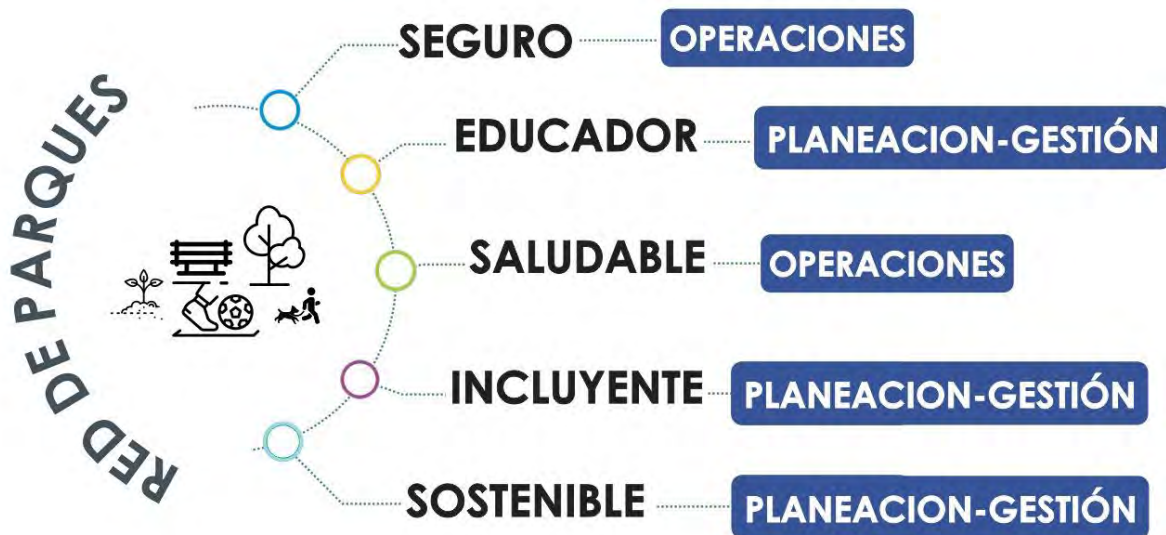 RED DE PARQUES
SEGURO OPERACIONES
EDUCADOR PLANEACION-GESTIÓN
SALUDABLE OPERACIONES
INCLUYENTE PLANEACION-GESTIÓN
SOSTENIBLE PLANEACION-GESTIÓN